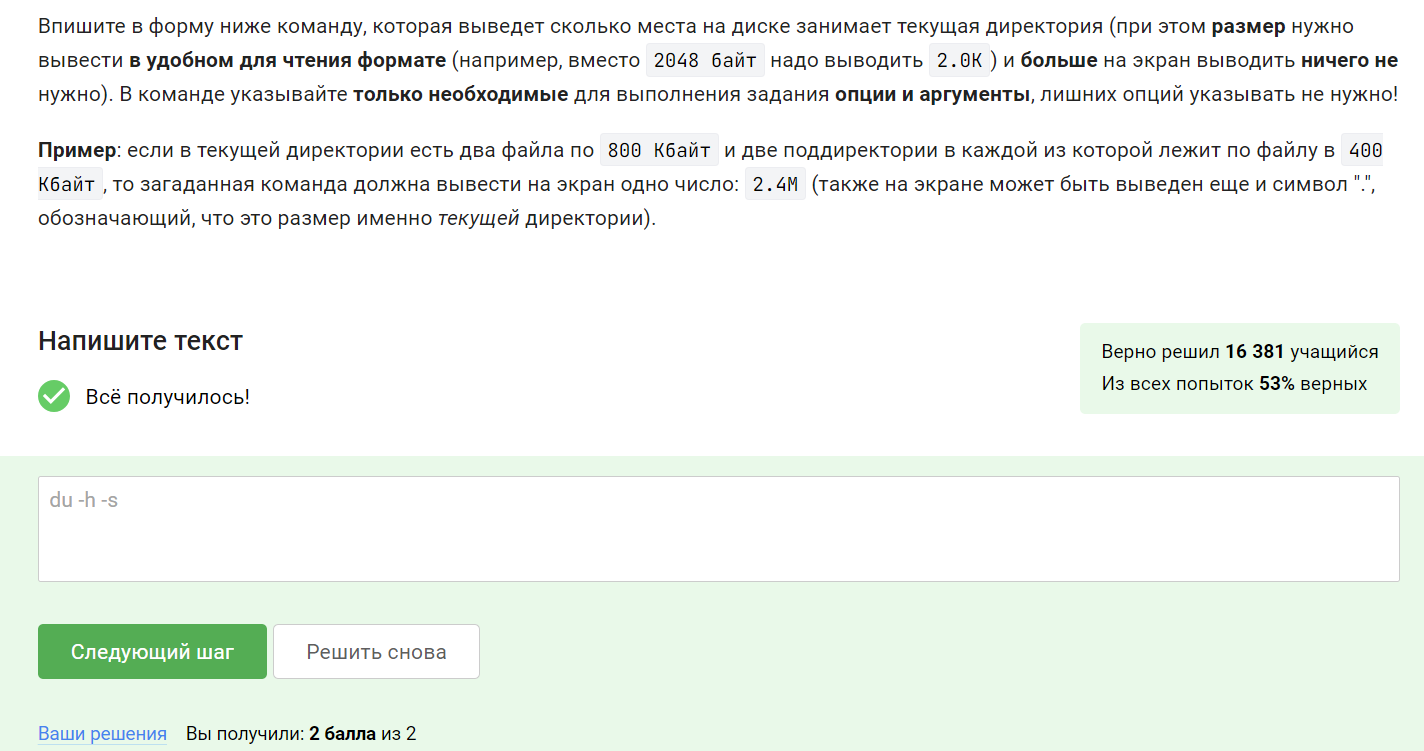 Впишите в форму ниже команду, которая выведет сколько места на диске занимает текущая директория (при этом размер нужно
вывести в удобном для чтения формате (например, вместо 2048 байт надо выводить 2.0K) и больше на экран выводить ничего не
нужно). В команде указывайте только необходимые для выполнения задания опции и аргументы, лишних опций указывать не нужно!
Пример: если в текущей директории есть два файла по 800 Кбайт и две поддиректории в каждой из которой лежит по файлу в 400
Кбайт, то загаданная команда должна вывести на экран одно число: 2.4M (также на экране может быть выведен еще и символ ".",
обозначающий, что это размер именно текущей директории).
Напишите текст
Верно решил 16 381 учащийся
Из всех попыток 53% верных
Всё получилось!
du -h -s
Следующий шаг
Решить снова
Ваши решения Вы получили: 2 балла из 2